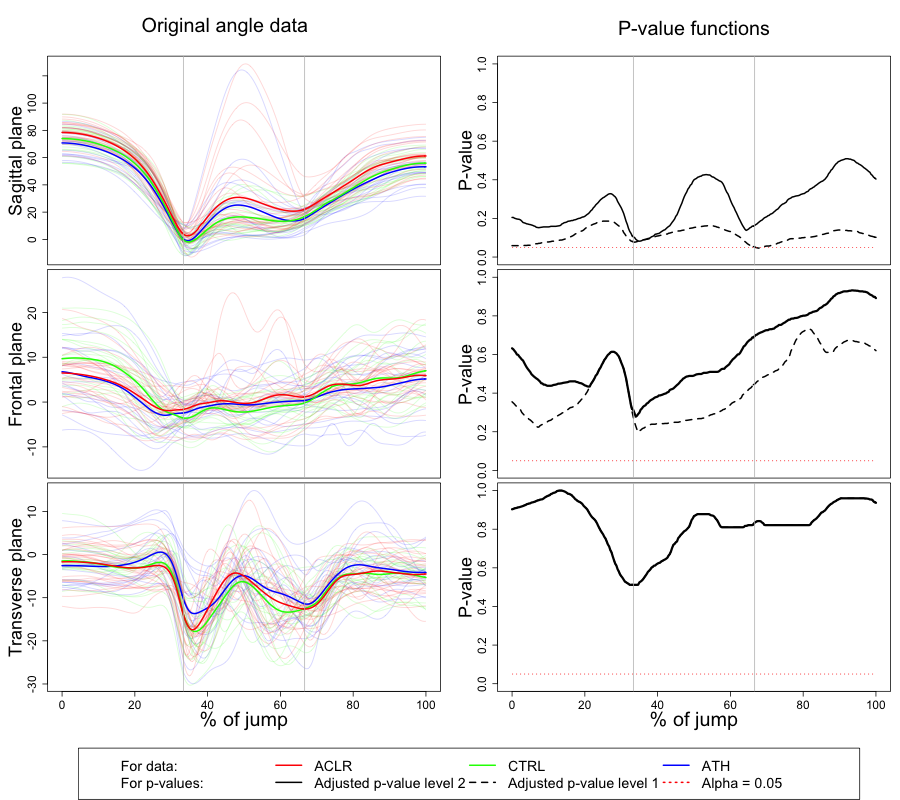 Original angle data
P-value functions
Sagittal plane
0 20 40 60 80 100
P-value
0.0 0.2 0.4 0.6 0.8 1.0
Frontal plane
-10 0 10 20
P-value
0.0 0.2 0.4 0.6 0.8 1.0
Transverse plane
-30 -20 -10 0 10
P-value
0.0 0.2 0.4 0.6 0.8 1.0
0 20 40 60 80 100
% of jump
0 20 40 60 80 100
% of jump
For data: ACLR CTRL ATH
For p-values: Adjusted p-value level 2 Adjusted p-value level 1 Alpha = 0.05